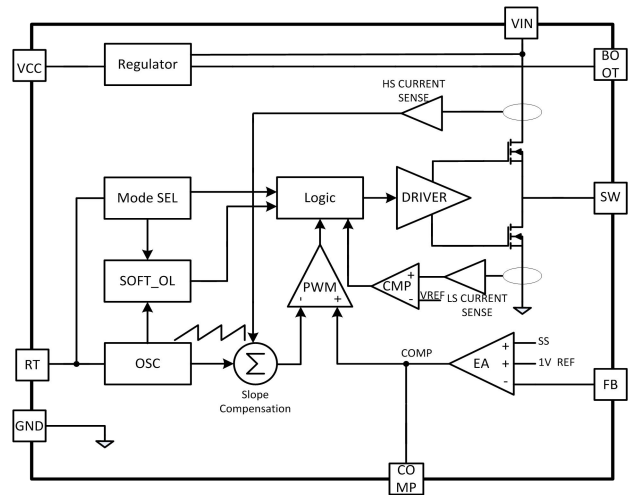 VIN
VCC
Regulator
BO
OT
HS CURRENT
SENSE
Mode SEL
Logic
DRIVER
SW
SOFT_OL
PWM
-
+
CMP
+
-
VREF
LS CURRENT
SENSE
RT
OSC
Σ
Slope
Compensation
COMP
EA
+
+
-
SS
1V REF
FB
GND
CO
MP